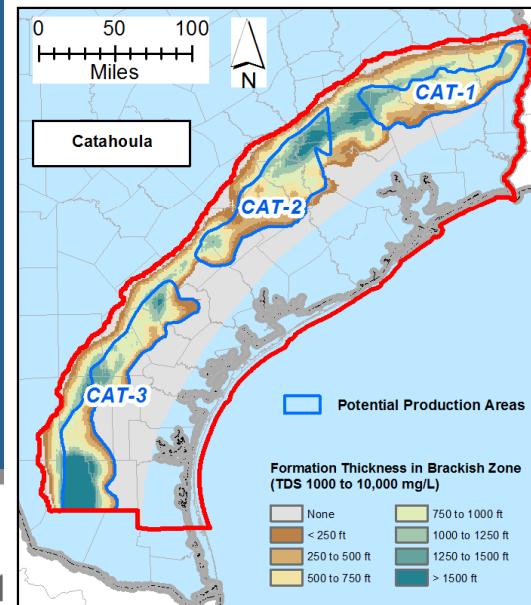 0 50 100
Miles
N
Catahoula
CAT-1
CAT-2
CAT-3
Potential Production Areas
Formation Thickness in Brackish Zone
(TDS 1000 to 10,000 mg/L)
None
< 250 ft
250 to 500 ft
500 to 750 ft
750 to 1000 ft
1000 to 1250 ft
1250 to 1500 ft
> 1500 ft